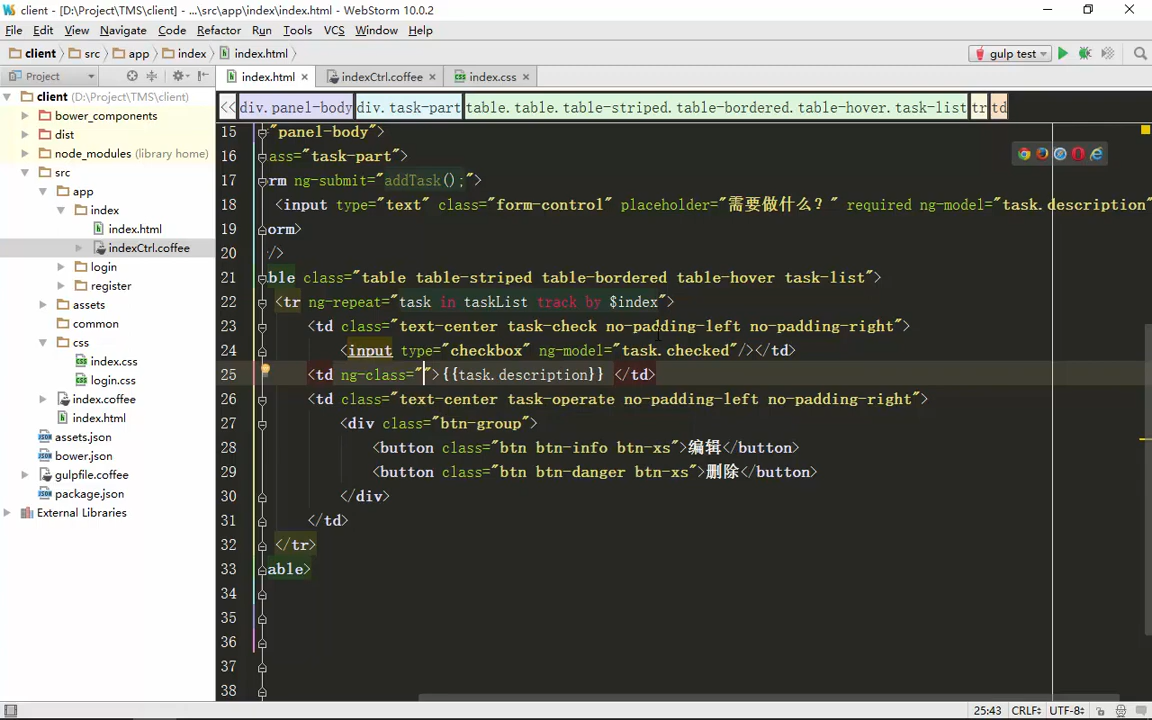 client - [D:\Project\TMS\client] - ...\src\app\index\index.html - WebStorm 10.0.2
File Edit View Navigate Code Refactor Run Tools VCS Window Help
client src app index index.html gulp test
Project index.html indexCtrl.coffee index.css
client (D:\Project\TMS\client)
bower_components
dist
node_modules (library home)
src
app
index
index.html
indexCtrl.coffee
login
register
assets
common
css
index.css
login.css
index.coffee
index.html
assets.json
bower.json
gulpfile.coffee
package.json
External Libraries
<< div.panel-body div.task-part table.table.table-striped.table-bordered.table-hover.task-list tr td
15 "panel-body">
16 ass="task-part">
17 rm ng-submit="addTask();">
18 <input type="text" class="form-control" placeholder="需要做什么？" required ng-model="task.description"
19 orm>
20 />
21 ble class="table table-striped table-bordered table-hover task-list">
22 <tr ng-repeat="task in taskList track by $index">
23 <td class="text-center task-check no-padding-left no-padding-right">
24 <input type="checkbox" ng-model="task.checked"/></td>
25 <td ng-class="">{{task.description}} </td>
26 <td class="text-center task-operate no-padding-left no-padding-right">
27 <div class="btn-group">
28 <button class="btn btn-info btn-xs">编辑</button>
29 <button class="btn btn-danger btn-xs">删除</button>
30 </div>
31 </td>
32 </tr>
33 able>
34
35
36
37
38
25:43 CRLF UTF-8